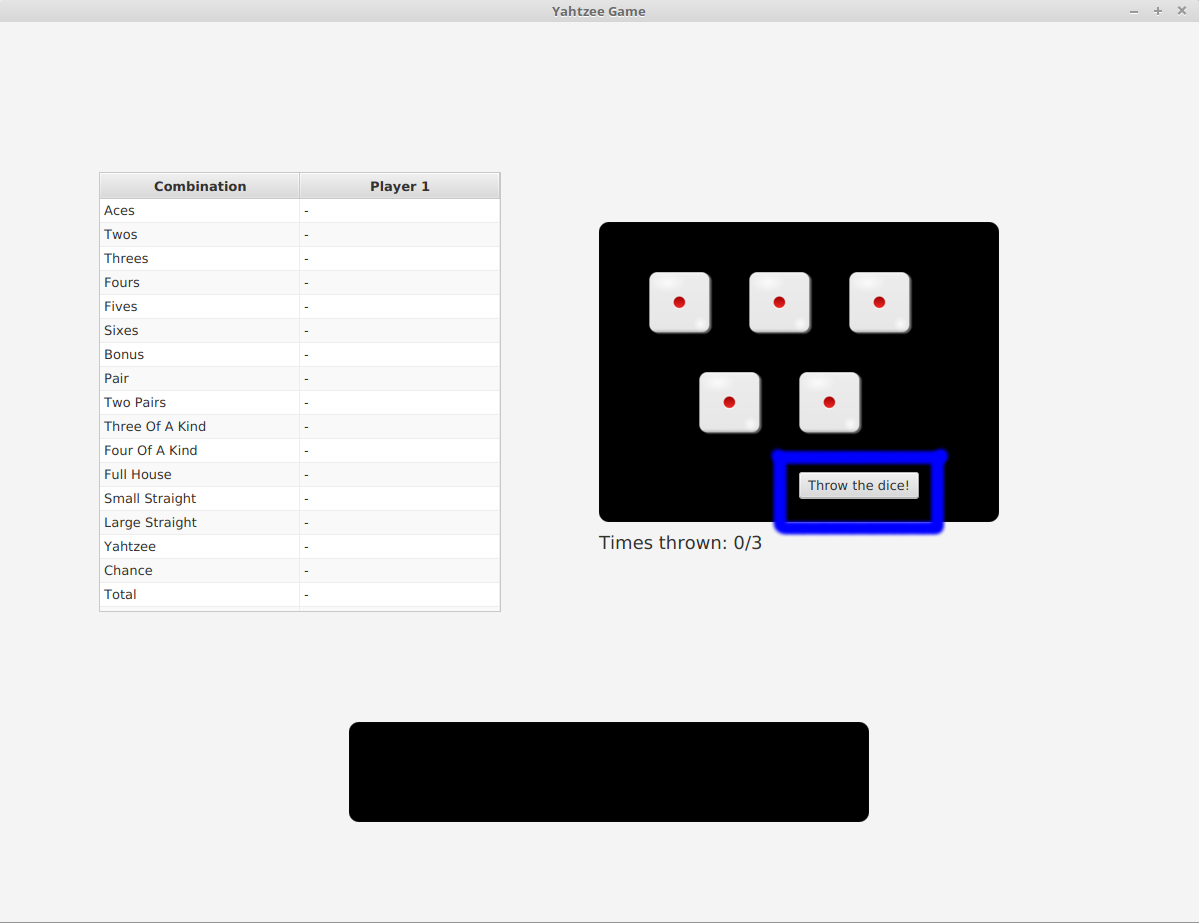 Yahtzee Game
Combination Player 1
Aces -
Twos -
Threes -
Fours -
Fives -
Sixes -
Bonus -
Pair -
Two Pairs -
Three Of A Kind -
Four Of A Kind -
Full House -
Small Straight -
Large Straight -
Yahtzee -
Chance -
Total -
Throw the dice!
Times thrown: 0/3